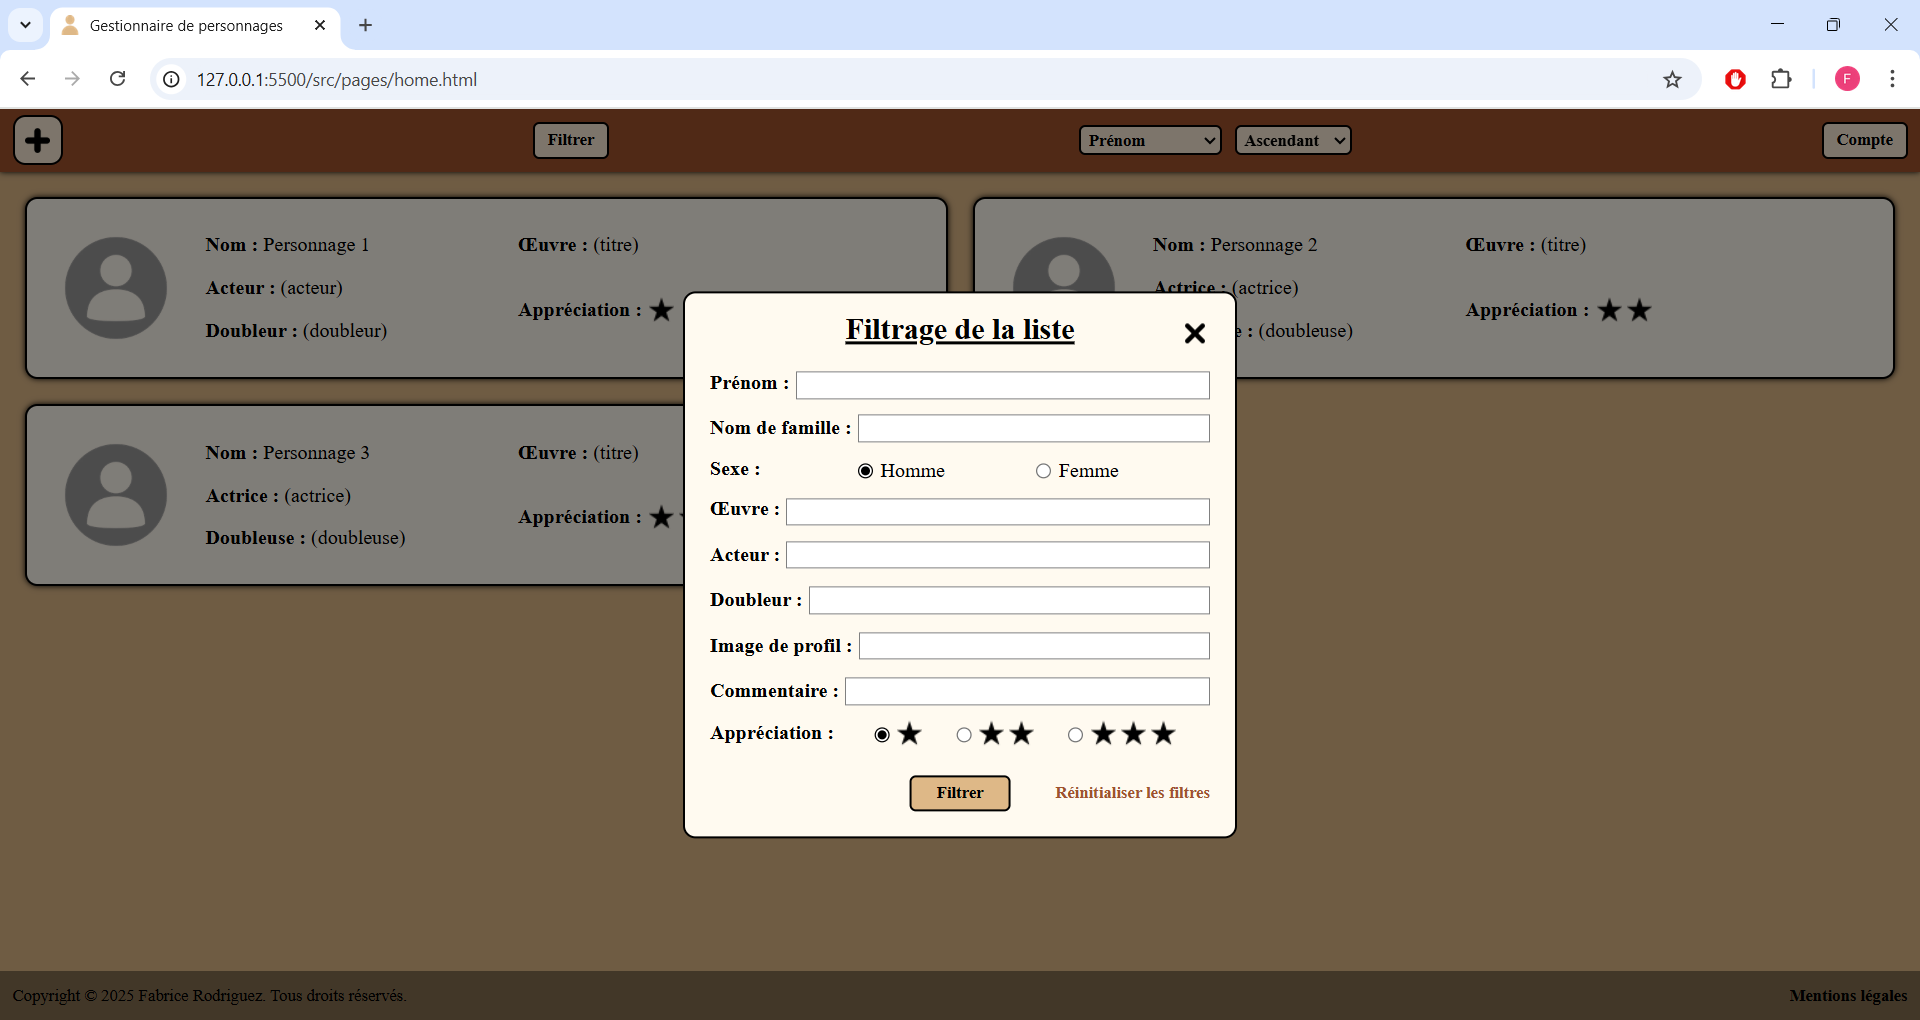 Gestionnaire de personnages
127.0.0.1:5500/src/pages/home.html
F
Filtrer
Prénom
Ascendant
Compte
Nom : Personnage 1
Œuvre : (titre)
Acteur : (acteur)
Appréciation :
Doubleur : (doubleur)
Nom : Personnage 2
Œuvre : (titre)
Actrice : (actrice)
Appréciation :
e : (doubleuse)
Nom : Personnage 3
Œuvre : (titre)
Actrice : (actrice)
Appréciation :
Doubleuse : (doubleuse)
Filtrage de la liste
Prénom :
Nom de famille :
Sexe : Homme Femme
Œuvre :
Acteur :
Doubleur :
Image de profil :
Commentaire :
Appréciation :
Filtrer
Réinitialiser les filtres
Copyright © 2025 Fabrice Rodriguez. Tous droits réservés.
Mentions légales